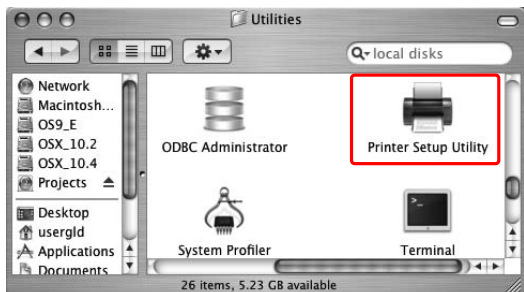 Utilities
local disks
Network
Macintosh...
OS9_E
OSX_10.2
OSX_10.4
Projects
Desktop
usergld
Applications
Documents
ODBC Administrator
Printer Setup Utility
System Profiler
Terminal
26 items, 5.23 GB available